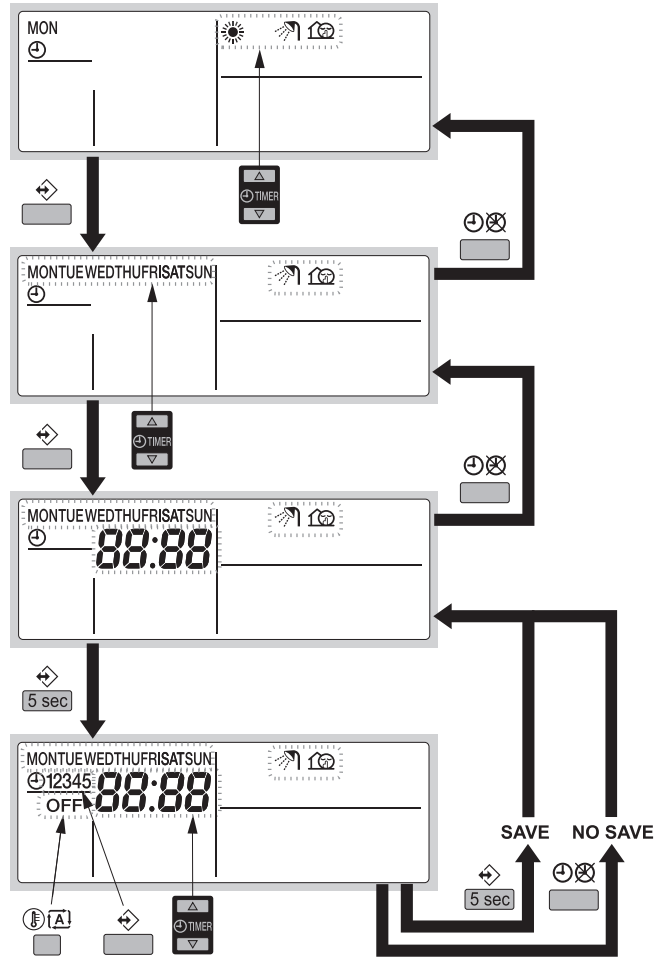 MON
TIMER
MONTUEWEDTHUFRISATSUN
TIMER
MONTUEWEDTHUFRISATSUN
88:88
5 sec
MONTUEWEDTHUFRISATSUN
12345 88:88
OFF
SAVE NO SAVE
5 sec
A
TIMER